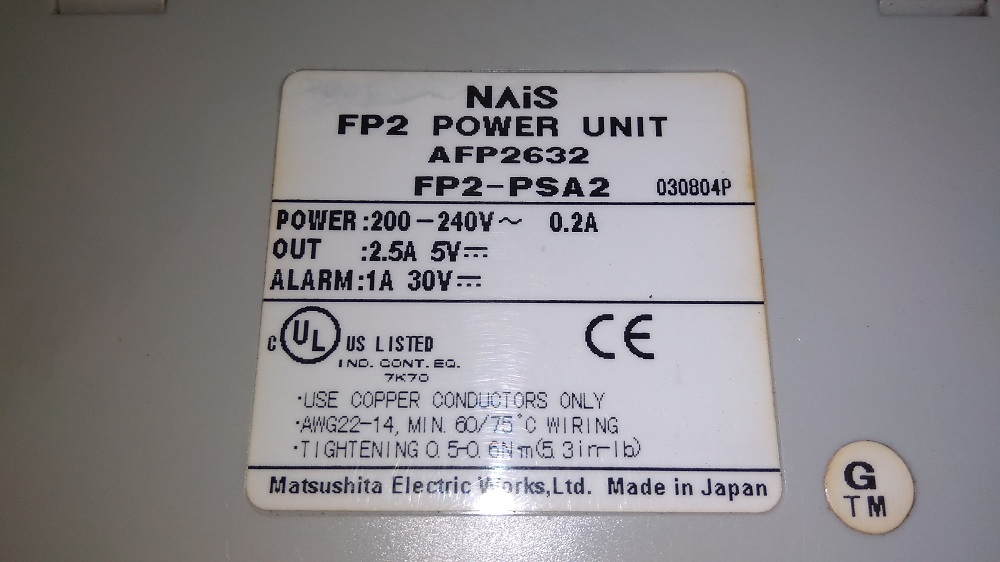 NAiS
FP2 POWER UNIT
AFP2632
FP2-PSA2 030804P
POWER:200-240V～ 0.2A
OUT :2.5A 5V⎓
ALARM:1A 30V⎓
C UL US LISTED
IND. CONT. EQ.
7K70
CE
·USE COPPER CONDUCTORS ONLY
·AWG22-14, MIN. 60/75°C WIRING
·TIGHTENING 0.5-0.6N·m(5.3in-lb)
Matsushita Electric Works,Ltd. Made in Japan
G
TM